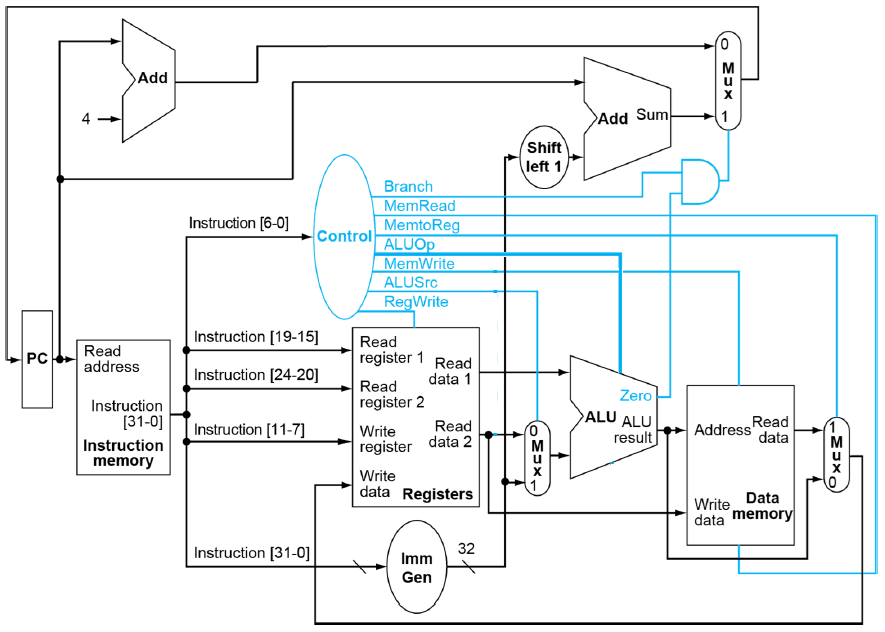 Add
4
Add Sum
0
M
u
x
1
Shift
left 1
Branch
MemRead
MemtoReg
ALUOp
MemWrite
ALUSrc
RegWrite
Control
Instruction [6-0]
PC
Read
address
Instruction
[31-0]
Instruction
memory
Instruction [19-15]
Instruction [24-20]
Instruction [11-7]
Instruction [31-0]
Read
register 1
Read
register 2
Write
register
Write
data
Read
data 1
Read
data 2
Registers
Imm
Gen
32
0
M
u
x
1
Zero
ALU
ALU
result
Address
Read
data
Write
data
Data
memory
1
M
u
x
0